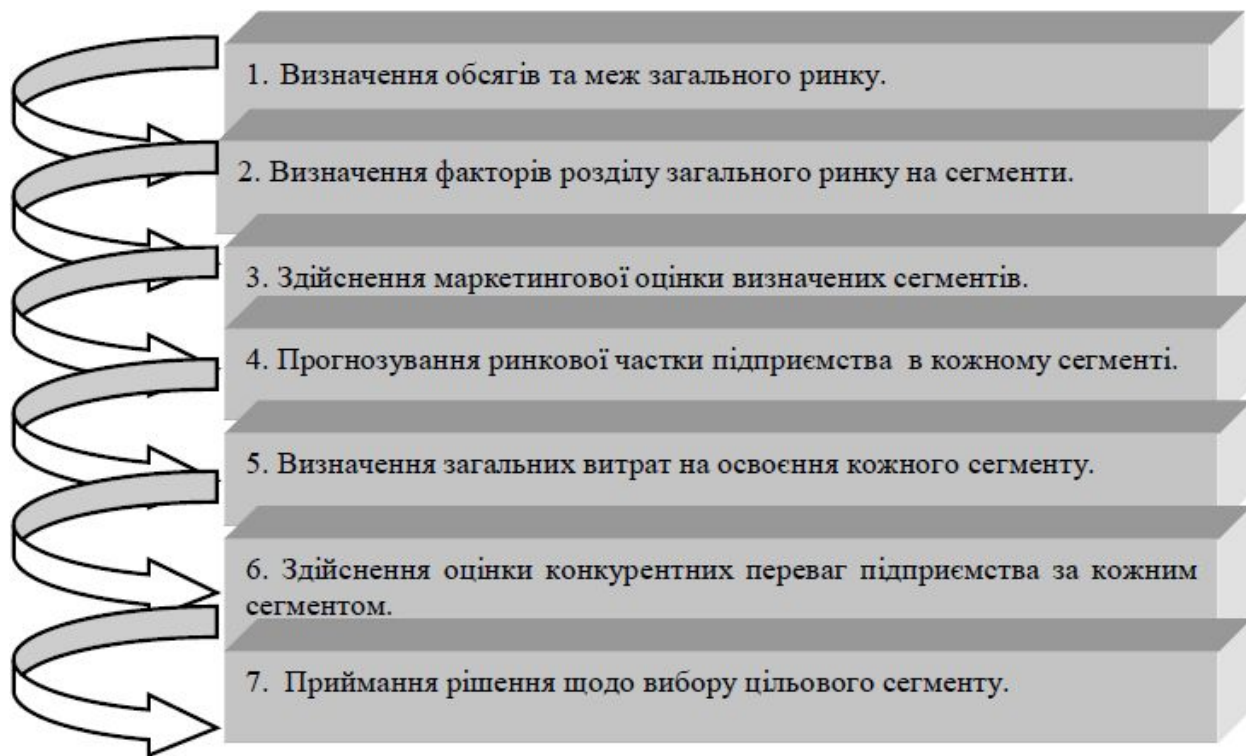 1. Визначення обсягів та меж загального ринку.
2. Визначення факторів розділу загального ринку на сегменти.
3. Здійснення маркетингової оцінки визначених сегментів.
4. Прогнозування ринкової частки підприємства в кожному сегменті.
5. Визначення загальних витрат на освоєння кожного сегменту.
6. Здійснення оцінки конкурентних переваг підприємства за кожним
сегментом.
7. Приймання рішення щодо вибору цільового сегменту.